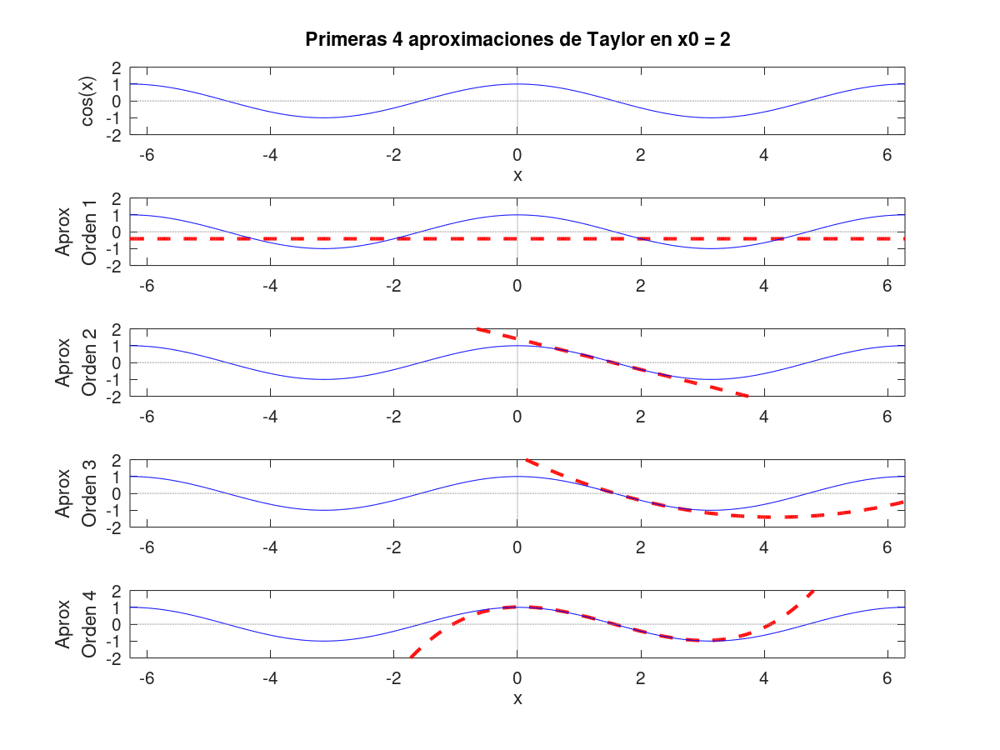 Primeras 4 aproximaciones de Taylor en x0 = 2
cos(x)
2
1
0
-1
-2
-6 -4 -2 0 2 4 6
x
Aprox
Orden 1
2
1
0
-1
-2
-6 -4 -2 0 2 4 6
Aprox
Orden 2
2
1
0
-1
-2
-6 -4 -2 0 2 4 6
Aprox
Orden 3
2
1
0
-1
-2
-6 -4 -2 0 2 4 6
Aprox
Orden 4
2
1
0
-1
-2
-6 -4 -2 0 2 4 6
x